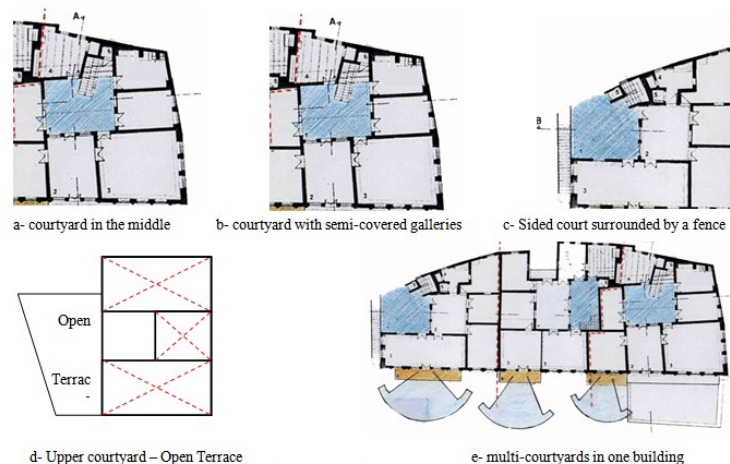 A
A
B
a- courtyard in the middle
b- courtyard with semi-covered galleries
c- Sided court surrounded by a fence
Open
Terrac
-
d- Upper courtyard – Open Terrace
e- multi-courtyards in one building